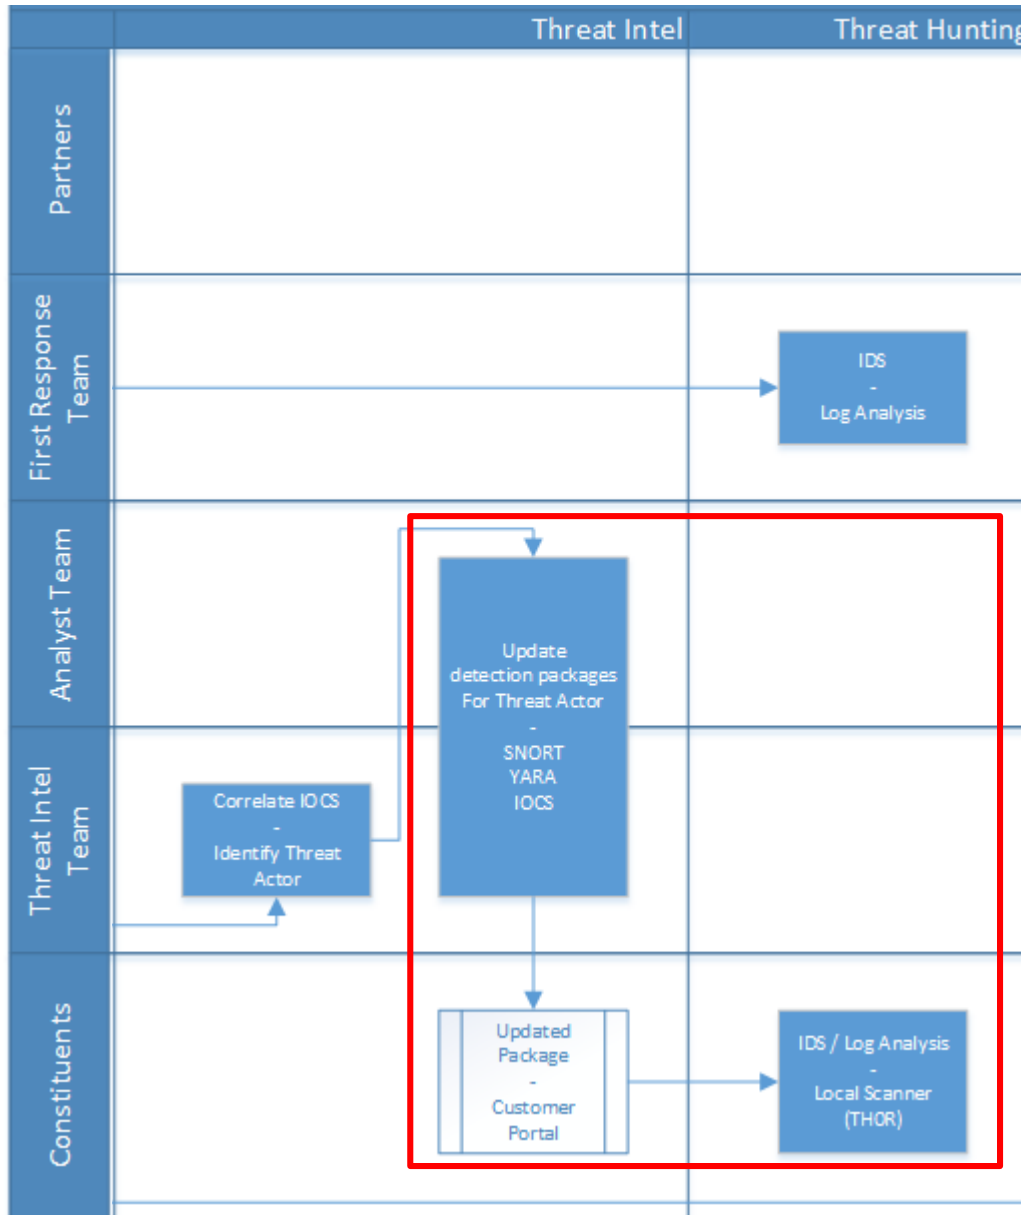 Threat Intel
Threat Hunting
Partners
First Response
Team
IDS
-
Log Analysis
Analyst Team
Update
detection packages
For Threat Actor
-
SNORT
YARA
IOCS
Threat Intel
Team
Correlate IOCS
-
Identify Threat
Actor
Constituents
Updated
Package
-
Customer
Portal
IDS / Log Analysis
-
Local Scanner
(THOR)